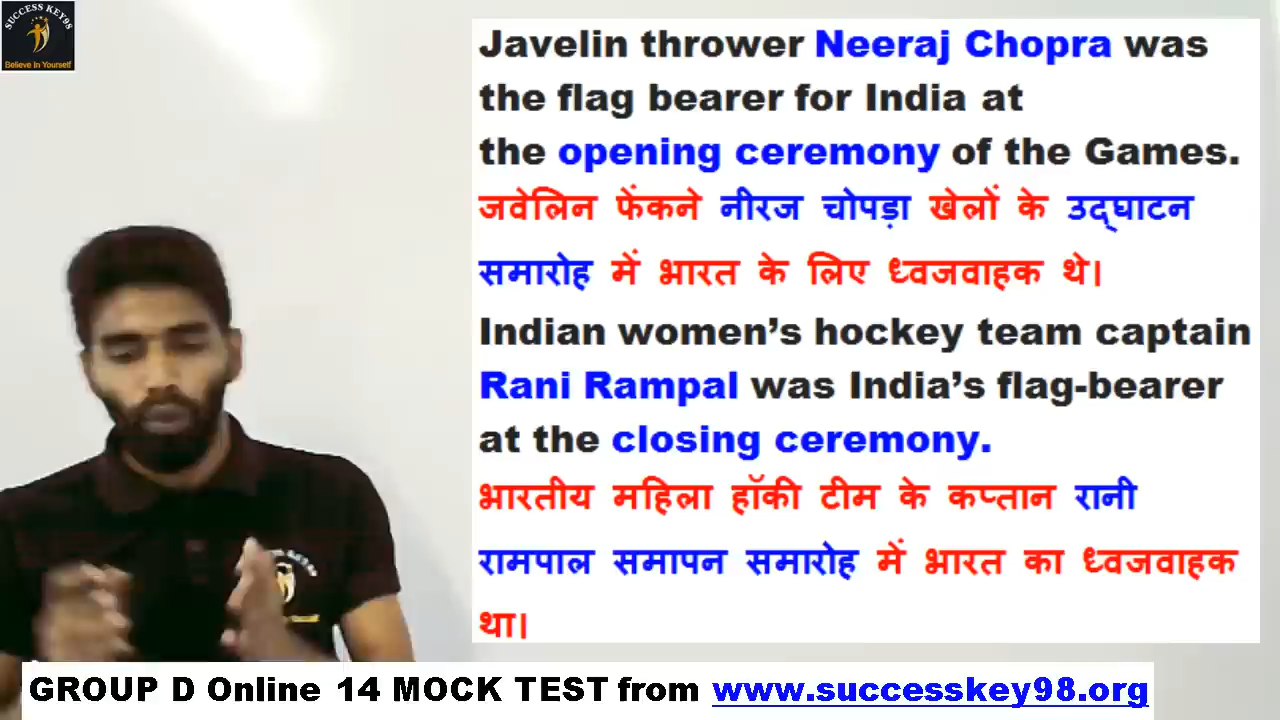 SUCCESS KEY98
Believe In Yourself
Javelin thrower Neeraj Chopra was
the flag bearer for India at
the opening ceremony of the Games.
जवेलिन फेंकने नीरज चोपड़ा खेलों के उद्घाटन
समारोह में भारत के लिए ध्वजवाहक थे।
Indian women’s hockey team captain
Rani Rampal was India’s flag-bearer
at the closing ceremony.
भारतीय महिला हॉकी टीम के कप्तान रानी
रामपाल समापन समारोह में भारत का ध्वजवाहक
था।
GROUP D Online 14 MOCK TEST from www.successkey98.org